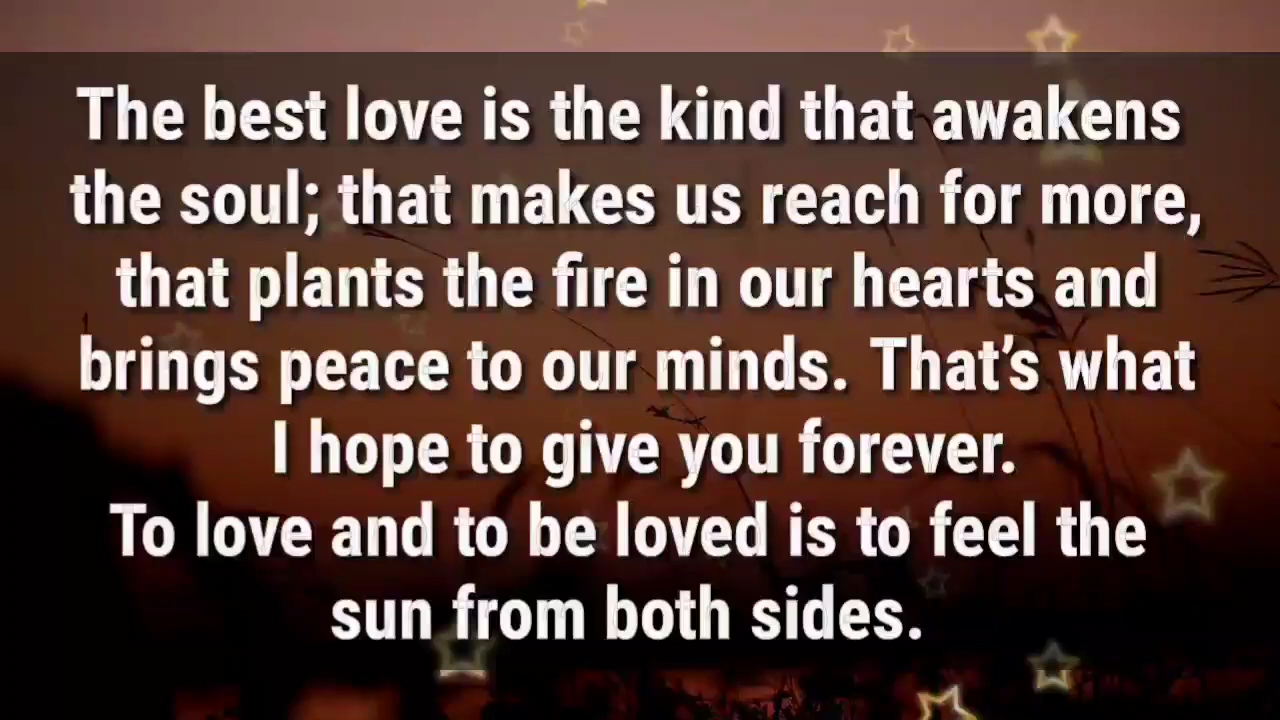 The best love is the kind that awakens
the soul; that makes us reach for more,
that plants the fire in our hearts and
brings peace to our minds. That’s what
I hope to give you forever.
To love and to be loved is to feel the
sun from both sides.